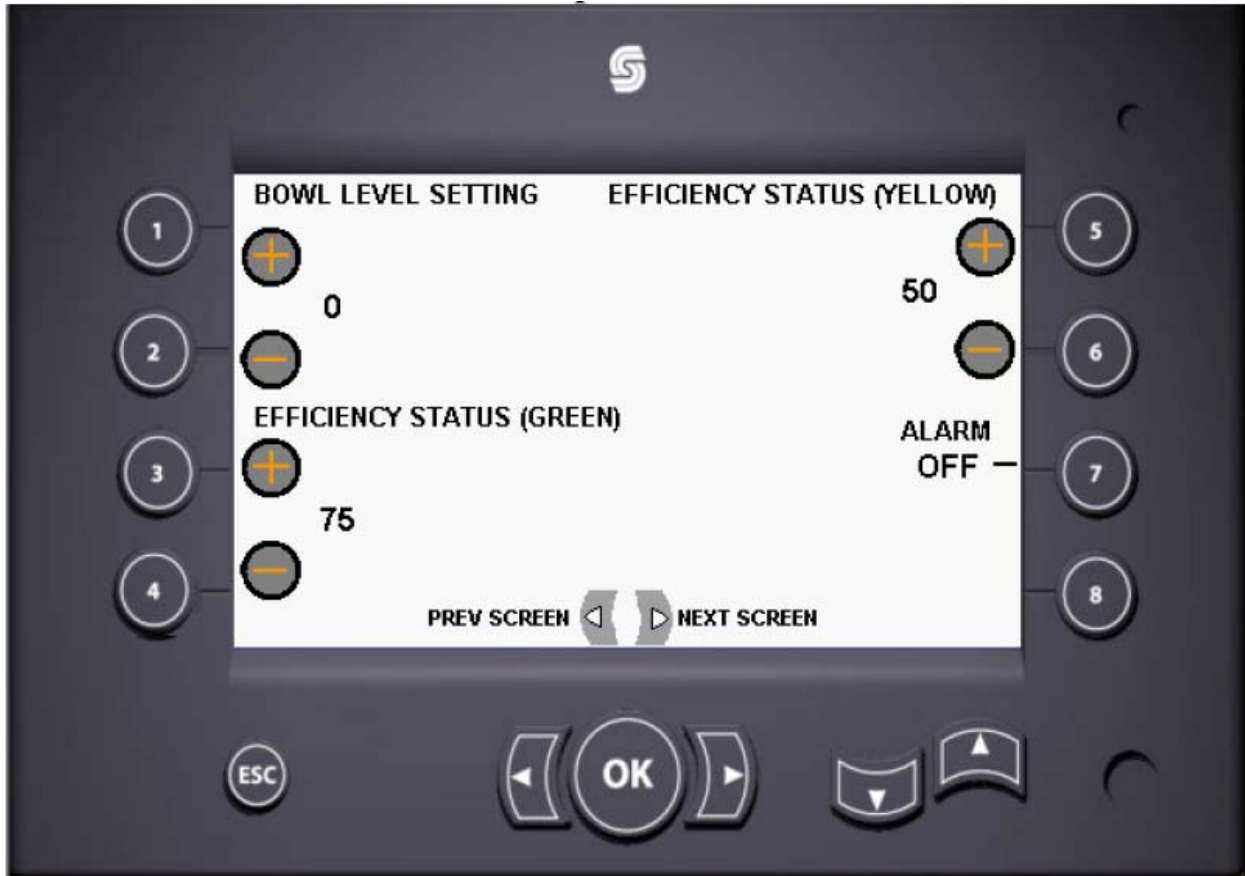 BOWL LEVEL SETTING
EFFICIENCY STATUS (YELLOW)
1
5
0
50
2
6
EFFICIENCY STATUS (GREEN)
ALARM
OFF
3
7
75
4
8
PREV SCREEN
NEXT SCREEN
ESC
OK